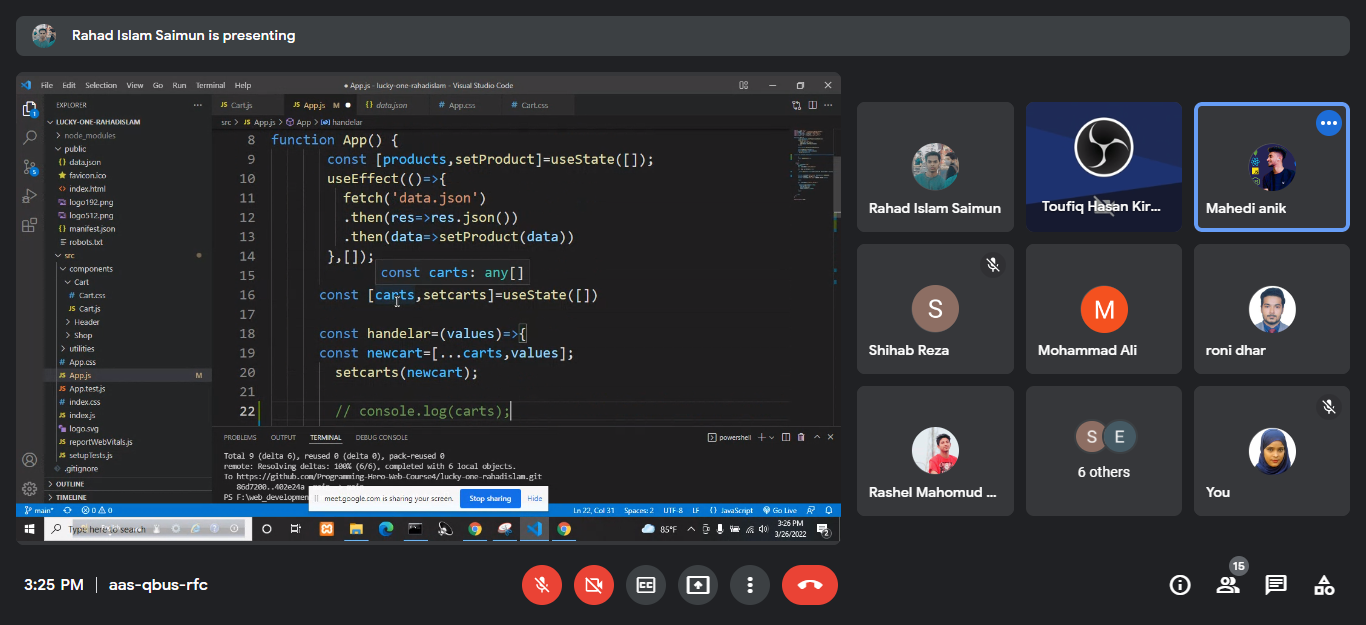 Rahad Islam Saimun is presenting
File Edit Selection View Go Run Terminal Help
● App.js - lucky-one-rahadislam - Visual Studio Code
EXPLORER
LUCKY-ONE-RAHADISLAM
node_modules
public
data.json
favicon.ico
index.html
logo192.png
logo512.png
manifest.json
robots.txt
src
components
Cart
Cart.css
Cart.js
Header
Shop
utilities
App.css
App.js M
App.test.js
index.css
index.js
logo.svg
reportWebVitals.js
setupTests.js
.gitignore
OUTLINE
TIMELINE
JS Cart.js JS App.js M ● {} data.json # App.css # Cart.css
src > JS App.js > App > handelar
8 function App() {
9 const [products,setProduct]=useState([]);
10 useEffect(()=>{
11 fetch('data.json')
12 .then(res=>res.json())
13 .then(data=>setProduct(data))
14 },[]);
15 const carts: any[]
16 const [carts,setcarts]=useState([])
17
18 const handelar=(values)=>{
19 const newcart=[...carts,values];
20 setcarts(newcart);
21
22 // console.log(carts);
PROBLEMS OUTPUT TERMINAL DEBUG CONSOLE
powershell
Total 9 (delta 6), reused 0 (delta 0), pack-reused 0
remote: Resolving deltas: 100% (6/6), completed with 6 local objects.
To https://github.com/Programming-Hero-Web-Course4/lucky-one-rahadislam.git
86d7200..402e24a
PS F:\web_developmen
meet.google.com is sharing your screen. Stop sharing Hide
main* 0 0 Ln 22, Col 31 Spaces: 2 UTF-8 LF {} JavaScript Go Live
Type here to search
85°F
3:26 PM
3/26/2022
2
Rahad Islam Saimun
Toufiq Hasan Kir...
Mahedi anik
S
Shihab Reza
M
Mohammad Ali
roni dhar
Rashel Mahomud ...
S E
6 others
You
3:25 PM | aas-qbus-rfc
15